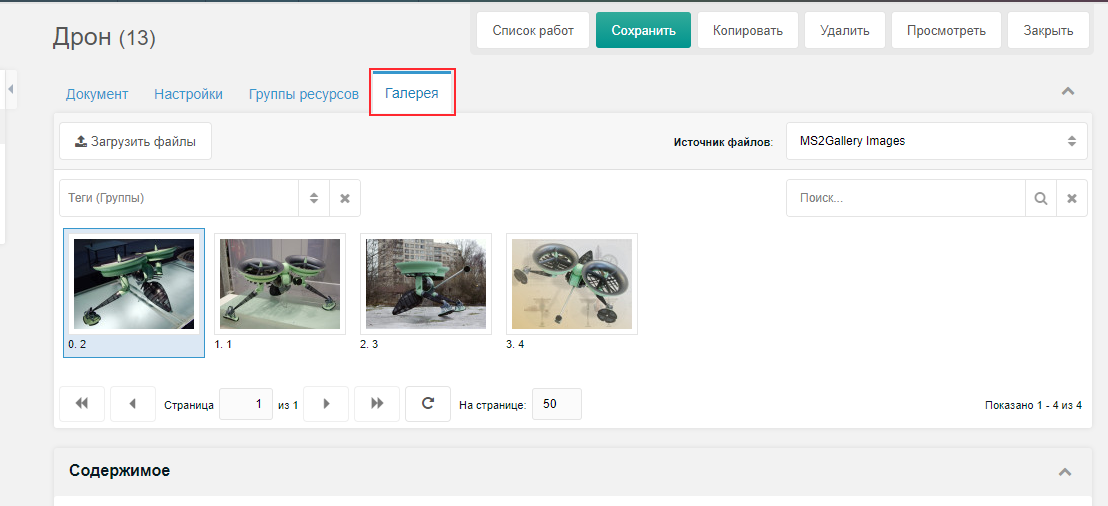 Дрон (13)
Список работ
Сохранить
Копировать
Удалить
Просмотреть
Закрыть
Документ
Настройки
Группы ресурсов
Галерея
Загрузить файлы
Источник файлов:
MS2Gallery Images
Теги (Группы)
Поиск...
0. 2
1. 1
2. 3
3. 4
Страница 1 из 1
На странице: 50
Показано 1 - 4 из 4
Содержимое